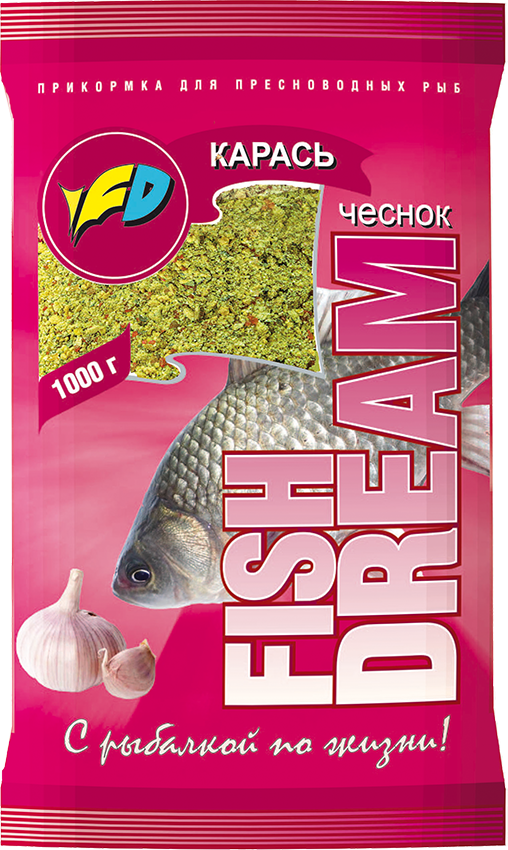 ПРИКОРМКА ДЛЯ ПРЕСНОВОДНЫХ РЫБ
FD
КАРАСЬ
чеснок
1000 г
FISH
DREAM
С рыбалкой по жизни!